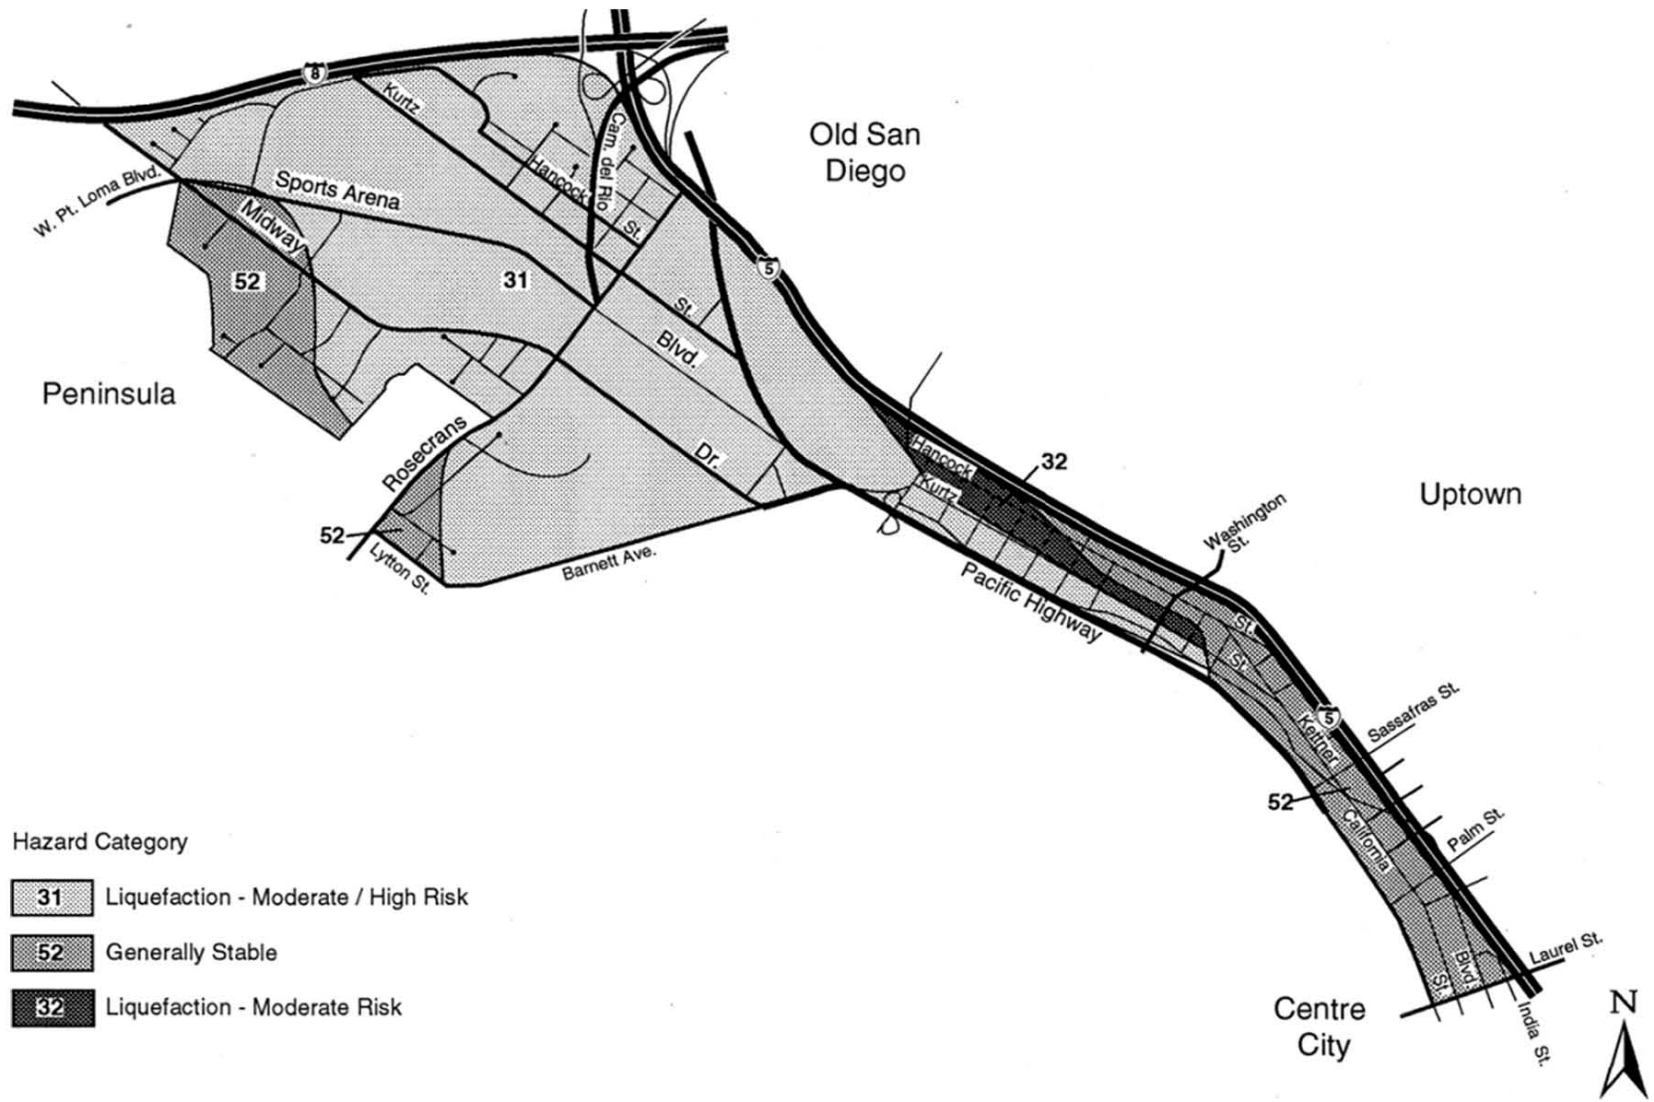 8
Kurtz
Cam. del Rio
Old San
Diego
W. Pt. Loma Blvd.
Sports Arena
Hancock
St.
Midway
5
52
31
St.
Blvd.
Peninsula
Rosecrans
Dr.
Hancock
32
Kurtz
Uptown
Washington
St.
52
Lytton St.
Barnett Ave.
Pacific Highway
St.
St.
Sassafras St.
5
Kettner
52
California
Palm St.
Hazard Category
31 Liquefaction - Moderate / High Risk
52 Generally Stable
32 Liquefaction - Moderate Risk
Laurel St.
Blvd.
St.
Centre
City
India St.
N